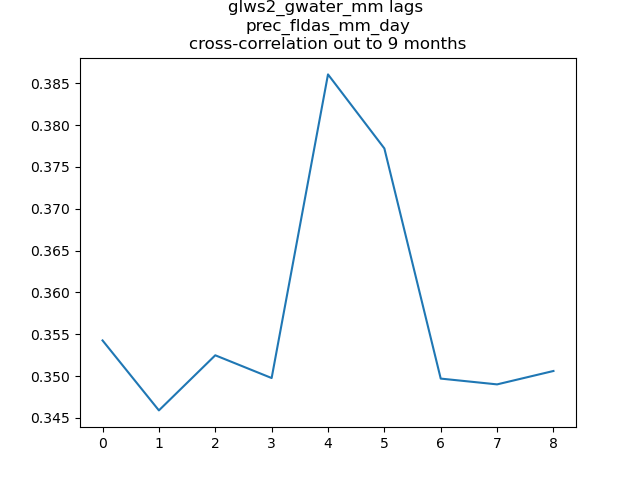 glws2_gwater_mm lags
prec_fldas_mm_day
cross-correlation out to 9 months
0.385
0.380
0.375
0.370
0.365
0.360
0.355
0.350
0.345
0 1 2 3 4 5 6 7 8